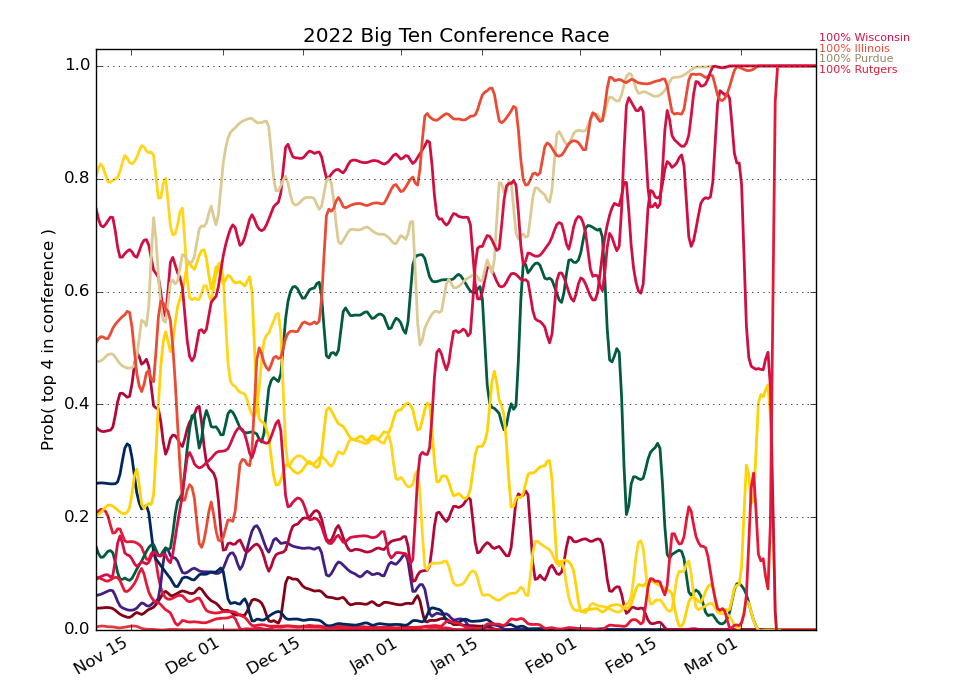 2022 Big Ten Conference Race
100% Wisconsin
100% Illinois
100% Purdue
100% Rutgers
Prob( top 4 in conference )
1.0
0.8
0.6
0.4
0.2
0.0
Nov 15
Dec 01
Dec 15
Jan 01
Jan 15
Feb 01
Feb 15
Mar 01